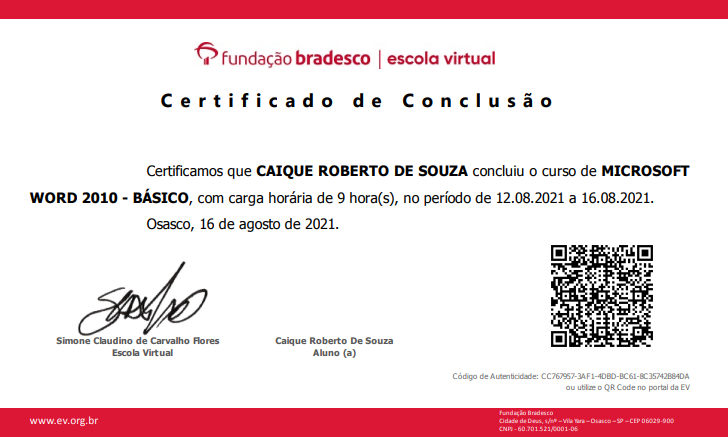 fundação bradesco | escola virtual
Certificado de Conclusão
Certificamos que CAIQUE ROBERTO DE SOUZA concluiu o curso de MICROSOFT
WORD 2010 - BÁSICO, com carga horária de 9 hora(s), no período de 12.08.2021 a 16.08.2021.
Osasco, 16 de agosto de 2021.
Simone Claudino de Carvalho Flores
Escola Virtual
Caique Roberto De Souza
Aluno (a)
Código de Autenticidade: CC767957-3AF1-4DBD-BC61-8C35742B84DA
ou utilize o QR Code no portal da EV
www.ev.org.br
Fundação Bradesco
Cidade de Deus, s/nº – Vila Yara – Osasco – SP – CEP 06029-900
CNPJ - 60.701.521/0001-06